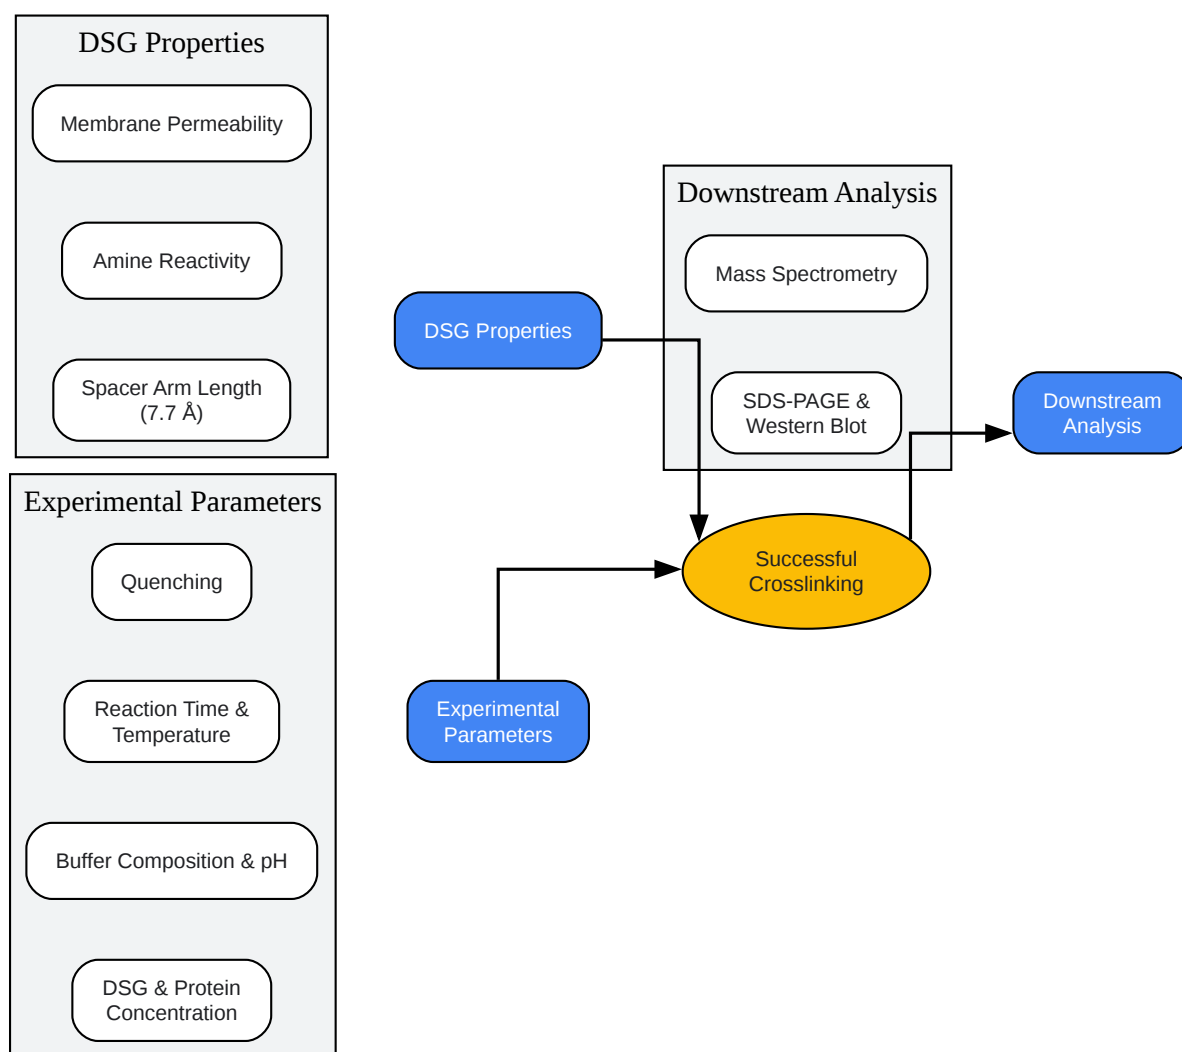 DSG Properties
Membrane Permeability
Amine Reactivity
Spacer Arm Length
(7.7 Å)
Experimental Parameters
Quenching
Reaction Time &
Temperature
Buffer Composition & pH
DSG & Protein
Concentration
DSG Properties
Experimental
Parameters
Downstream Analysis
Mass Spectrometry
SDS-PAGE &
Western Blot
Successful
Crosslinking
Downstream
Analysis